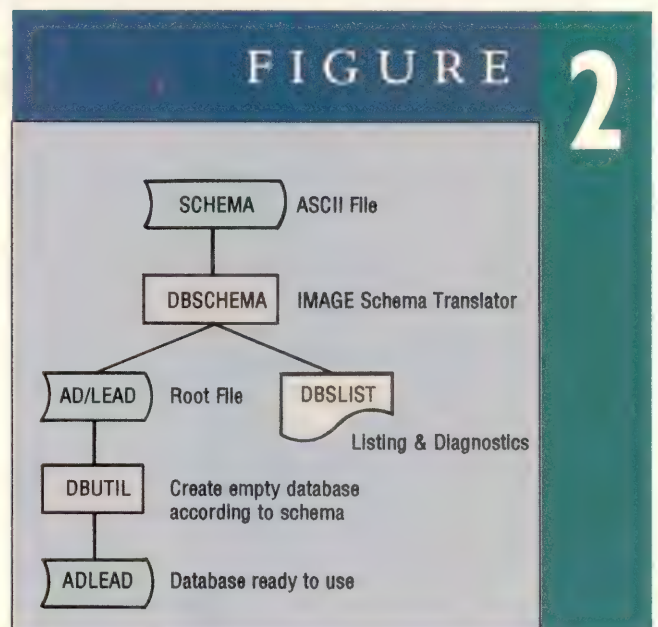 FIGURE 2
SCHEMA ASCII File
DBSCHEMA IMAGE Schema Translator
AD/LEAD Root File DBSLIST
Listing & Diagnostics
DBUTIL Create empty database
according to schema
ADLEAD Database ready to use